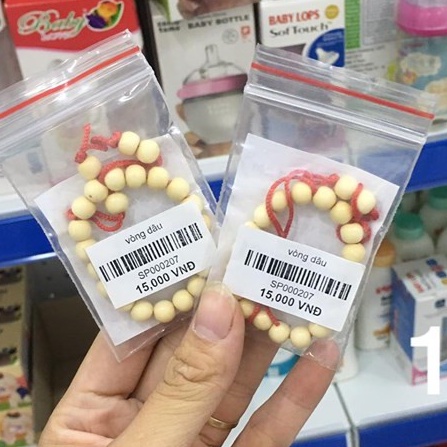 Baby
BABY BOTTLE
BABY LOPS
SofTouch
vòng dâu
SP000207
15,000 VNĐ
vòng dâu
SP000207
15,000 VNĐ
1